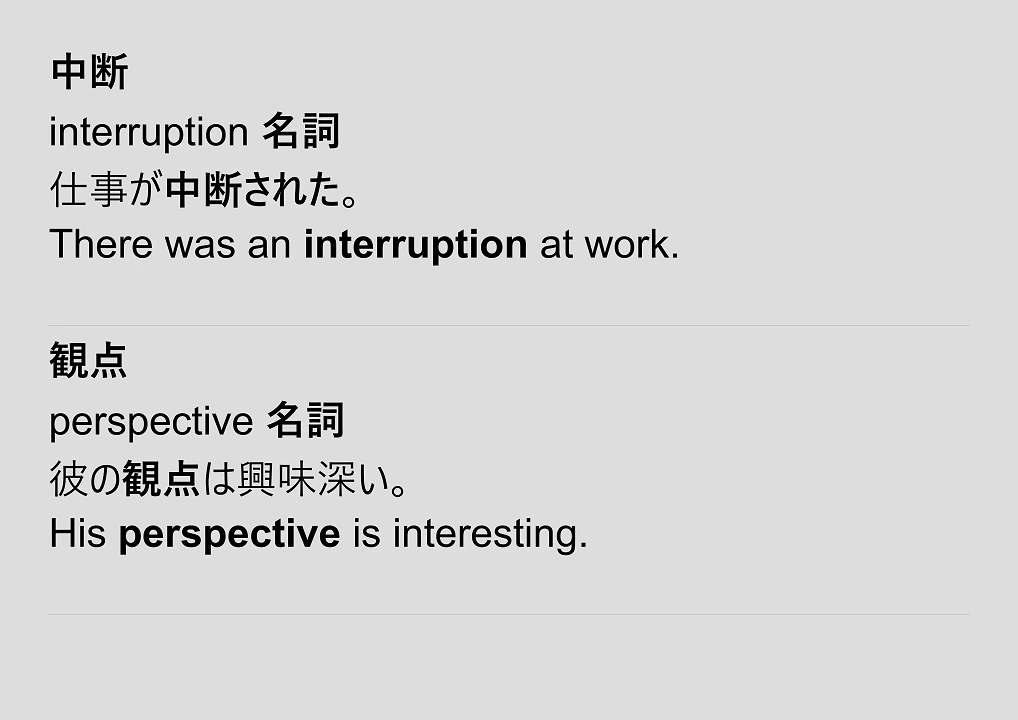 中断
interruption 名詞
仕事が中断された。
There was an interruption at work.
観点
perspective 名詞
彼の観点は興味深い。
His perspective is interesting.